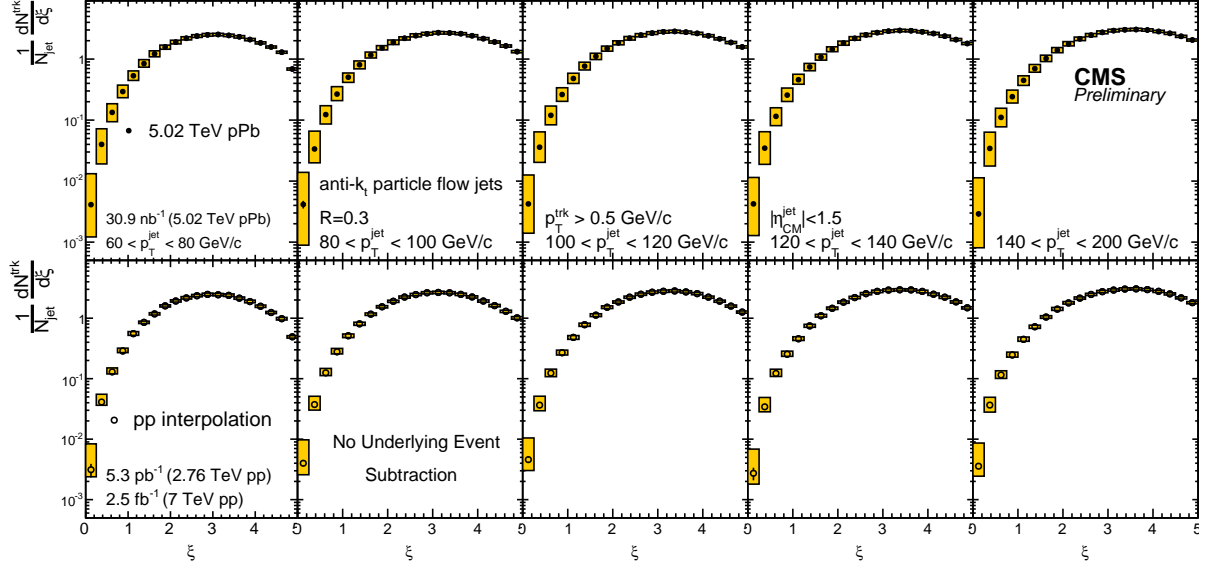 1/N_jet dN^trk/dξ
1
10^-1
10^-2
10^-3
5.02 TeV pPb
30.9 nb^-1 (5.02 TeV pPb)
60 < p_T^jet < 80 GeV/c
anti-k_t particle flow jets
R=0.3
80 < p_T^jet < 100 GeV/c
p_T^trk > 0.5 GeV/c
100 < p_T^jet < 120 GeV/c
|η_CM^jet|<1.5
120 < p_T^jet < 140 GeV/c
CMS
Preliminary
140 < p_T^jet < 200 GeV/c
1/N_jet dN^trk/dξ
1
10^-1
10^-2
10^-3
pp interpolation
5.3 pb^-1 (2.76 TeV pp)
2.5 fb^-1 (7 TeV pp)
No Underlying Event
Subtraction
0 1 2 3 4 0 1 2 3 4 0 1 2 3 4 0 1 2 3 4 0 1 2 3 4 5
ξ ξ ξ ξ ξ